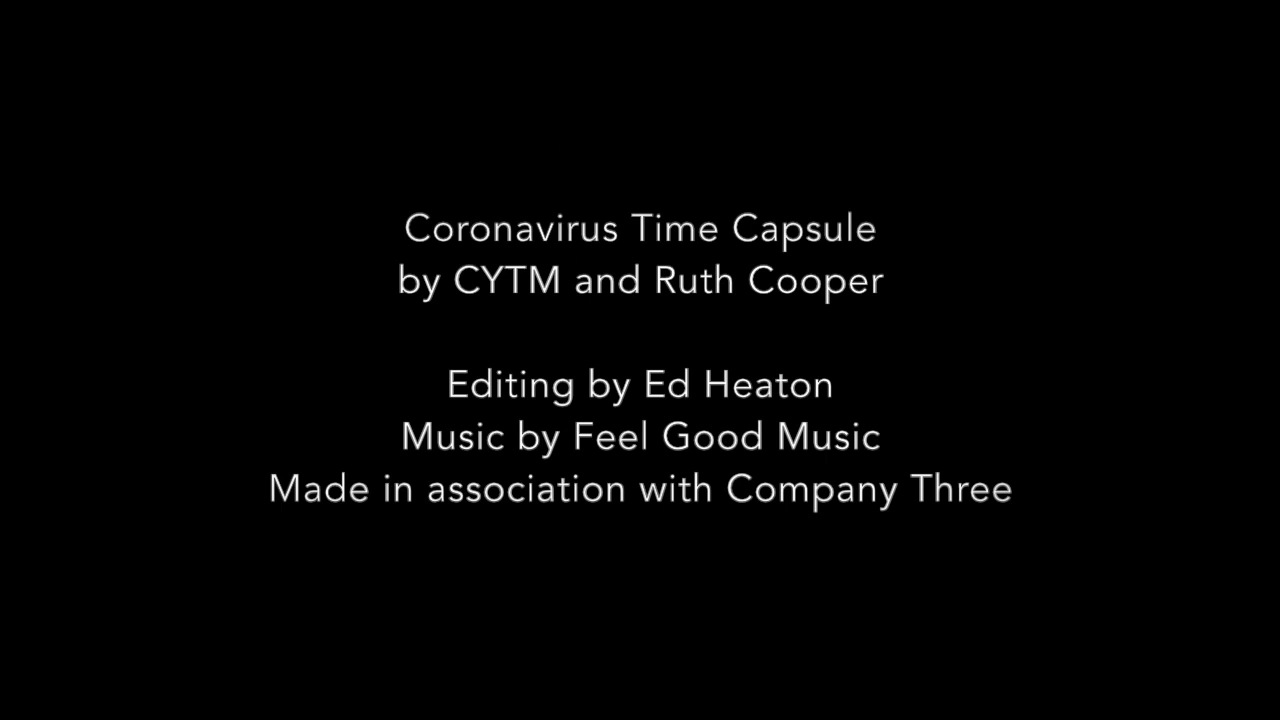 Coronavirus Time Capsule
by CYTM and Ruth Cooper
Editing by Ed Heaton
Music by Feel Good Music
Made in association with Company Three